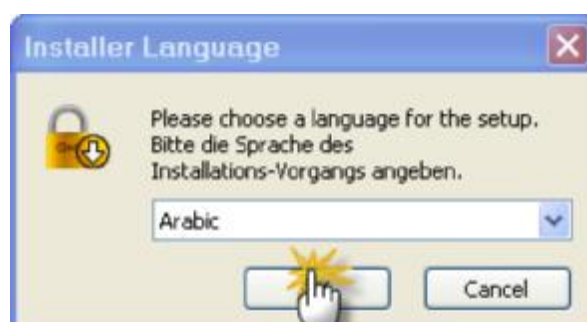 Installer Language
Please choose a language for the setup.
Bitte die Sprache des
Installations-Vorgangs angeben.
Arabic
Cancel